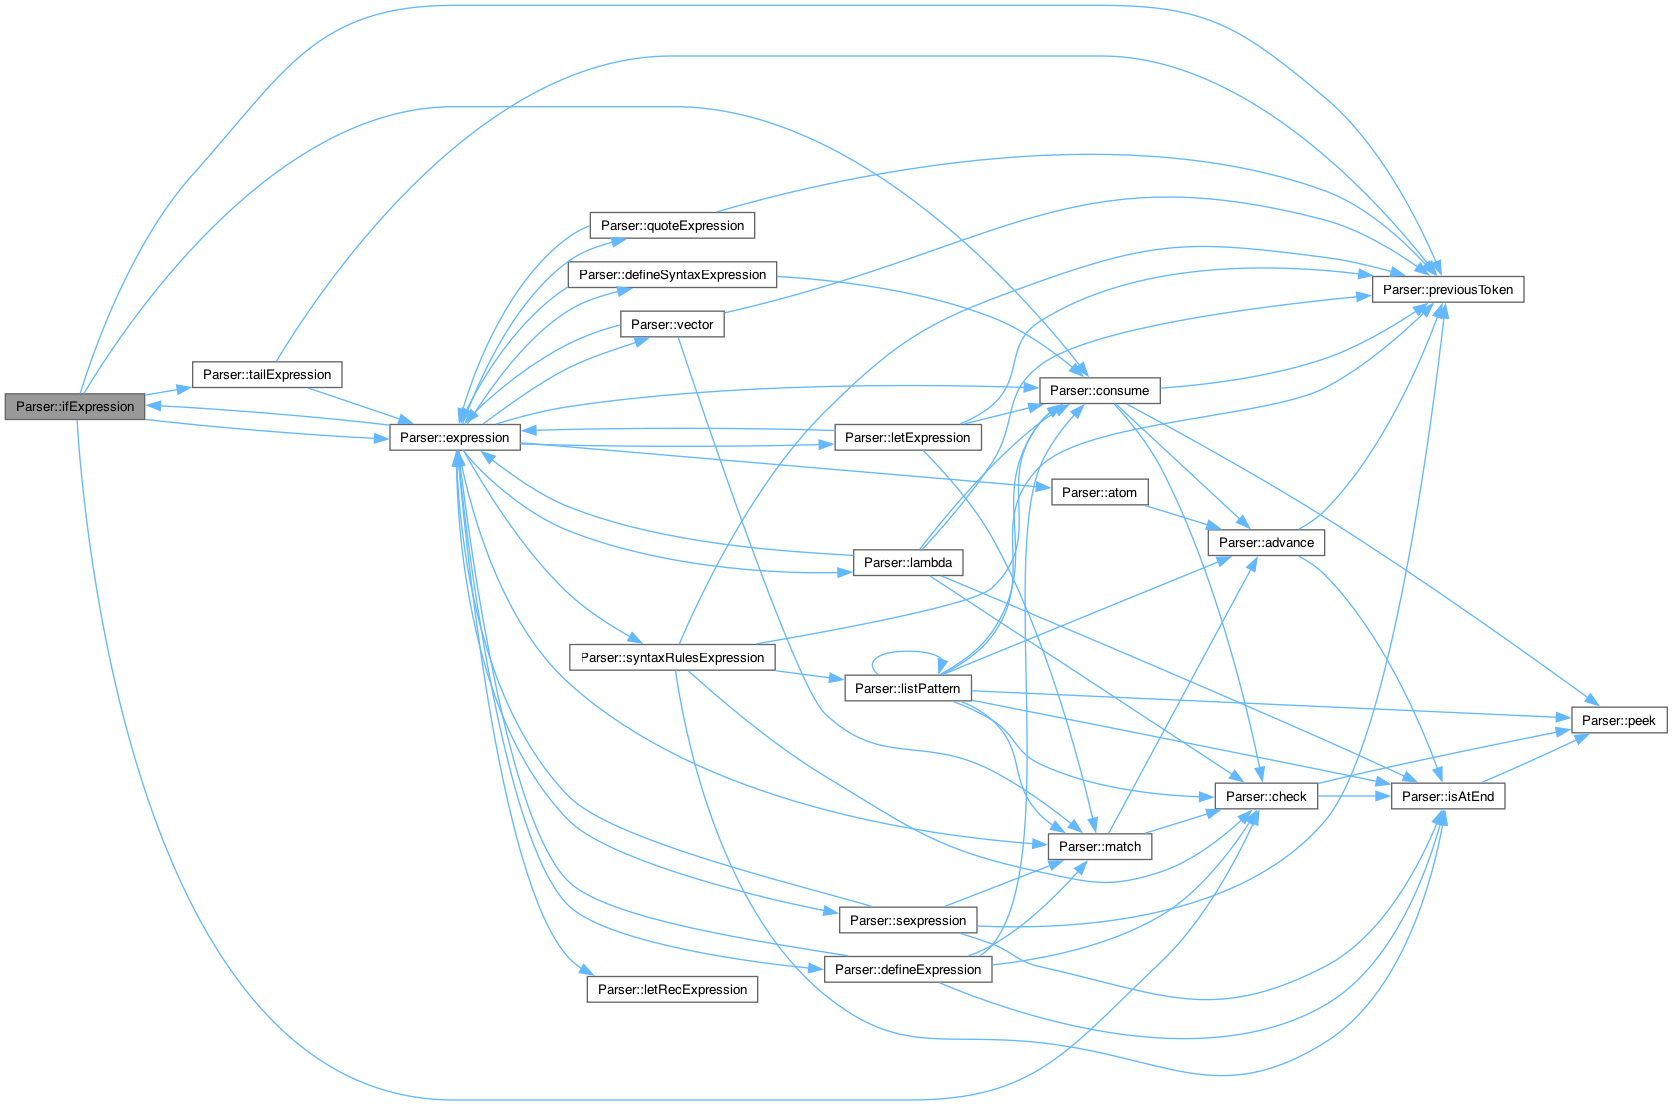 Parser::quoteExpression
Parser::defineSyntaxExpression
Parser::previousToken
Parser::vector
Parser::tailExpression
Parser::consume
Parser::ifExpression
Parser::expression
Parser::letExpression
Parser::atom
Parser::advance
Parser::lambda
Parser::syntaxRulesExpression
Parser::listPattern
Parser::peek
Parser::check
Parser::isAtEnd
Parser::match
Parser::sexpression
Parser::defineExpression
Parser::letRecExpression